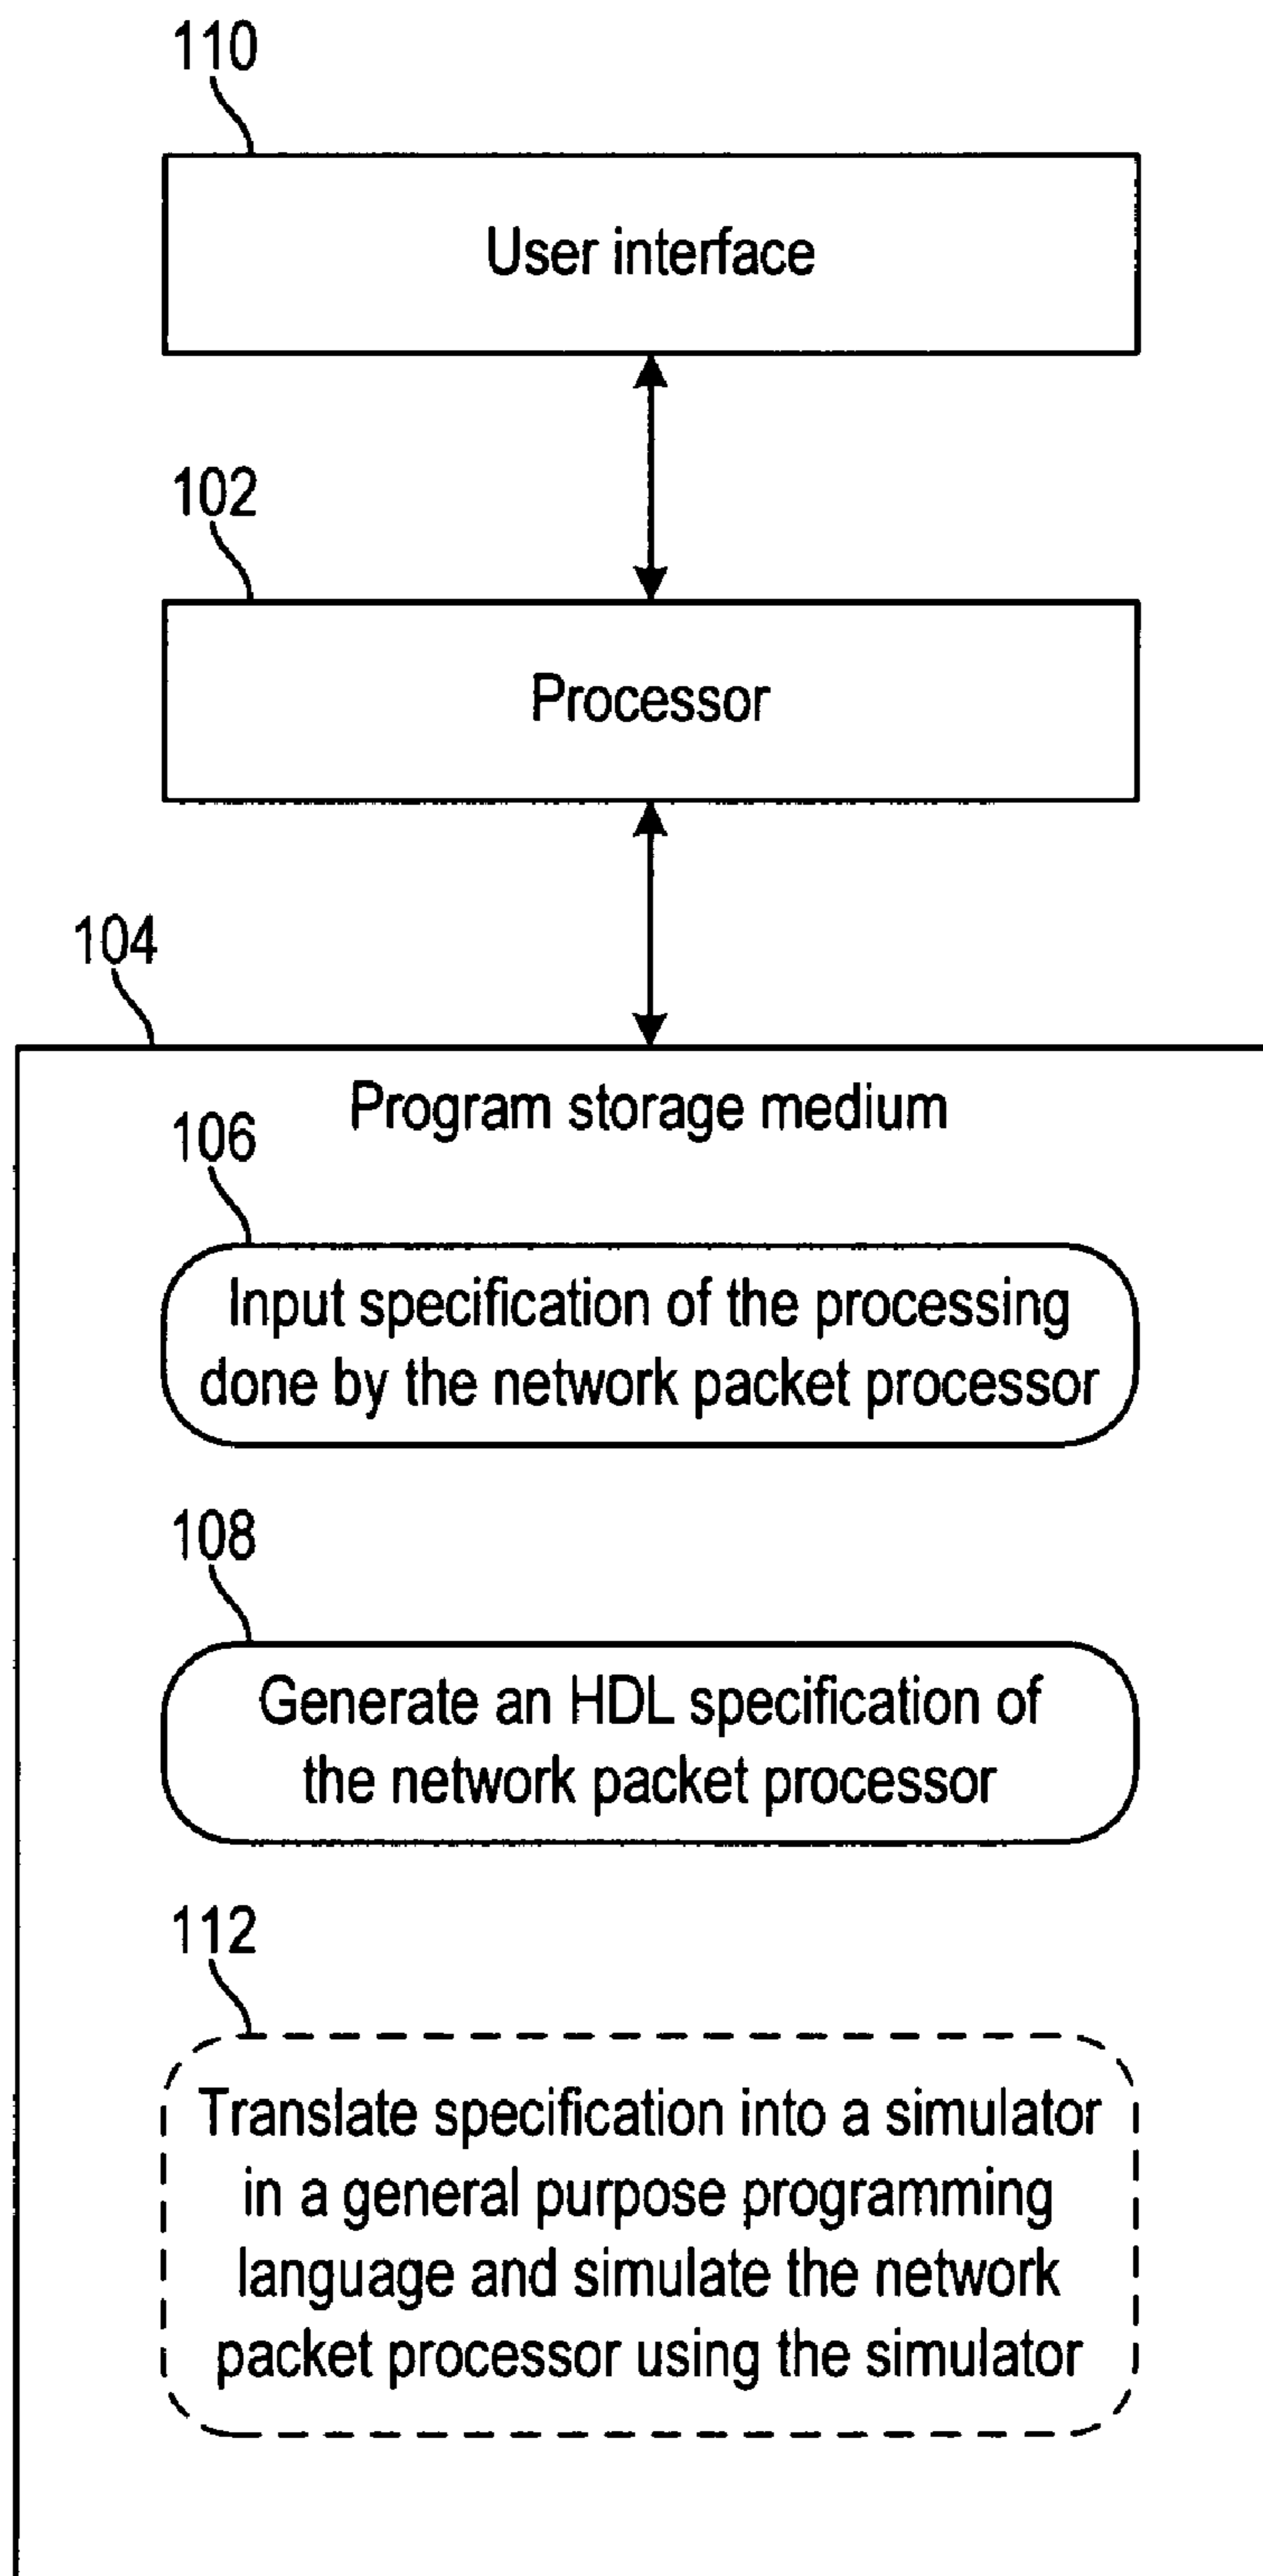 110
User interface
102
Processor
104
Program storage medium
106
Input specification of the processing
done by the network packet processor
108
Generate an HDL specification of
the network packet processor
112
Translate specification into a simulator
in a general purpose programming
language and simulate the network
packet processor using the simulator